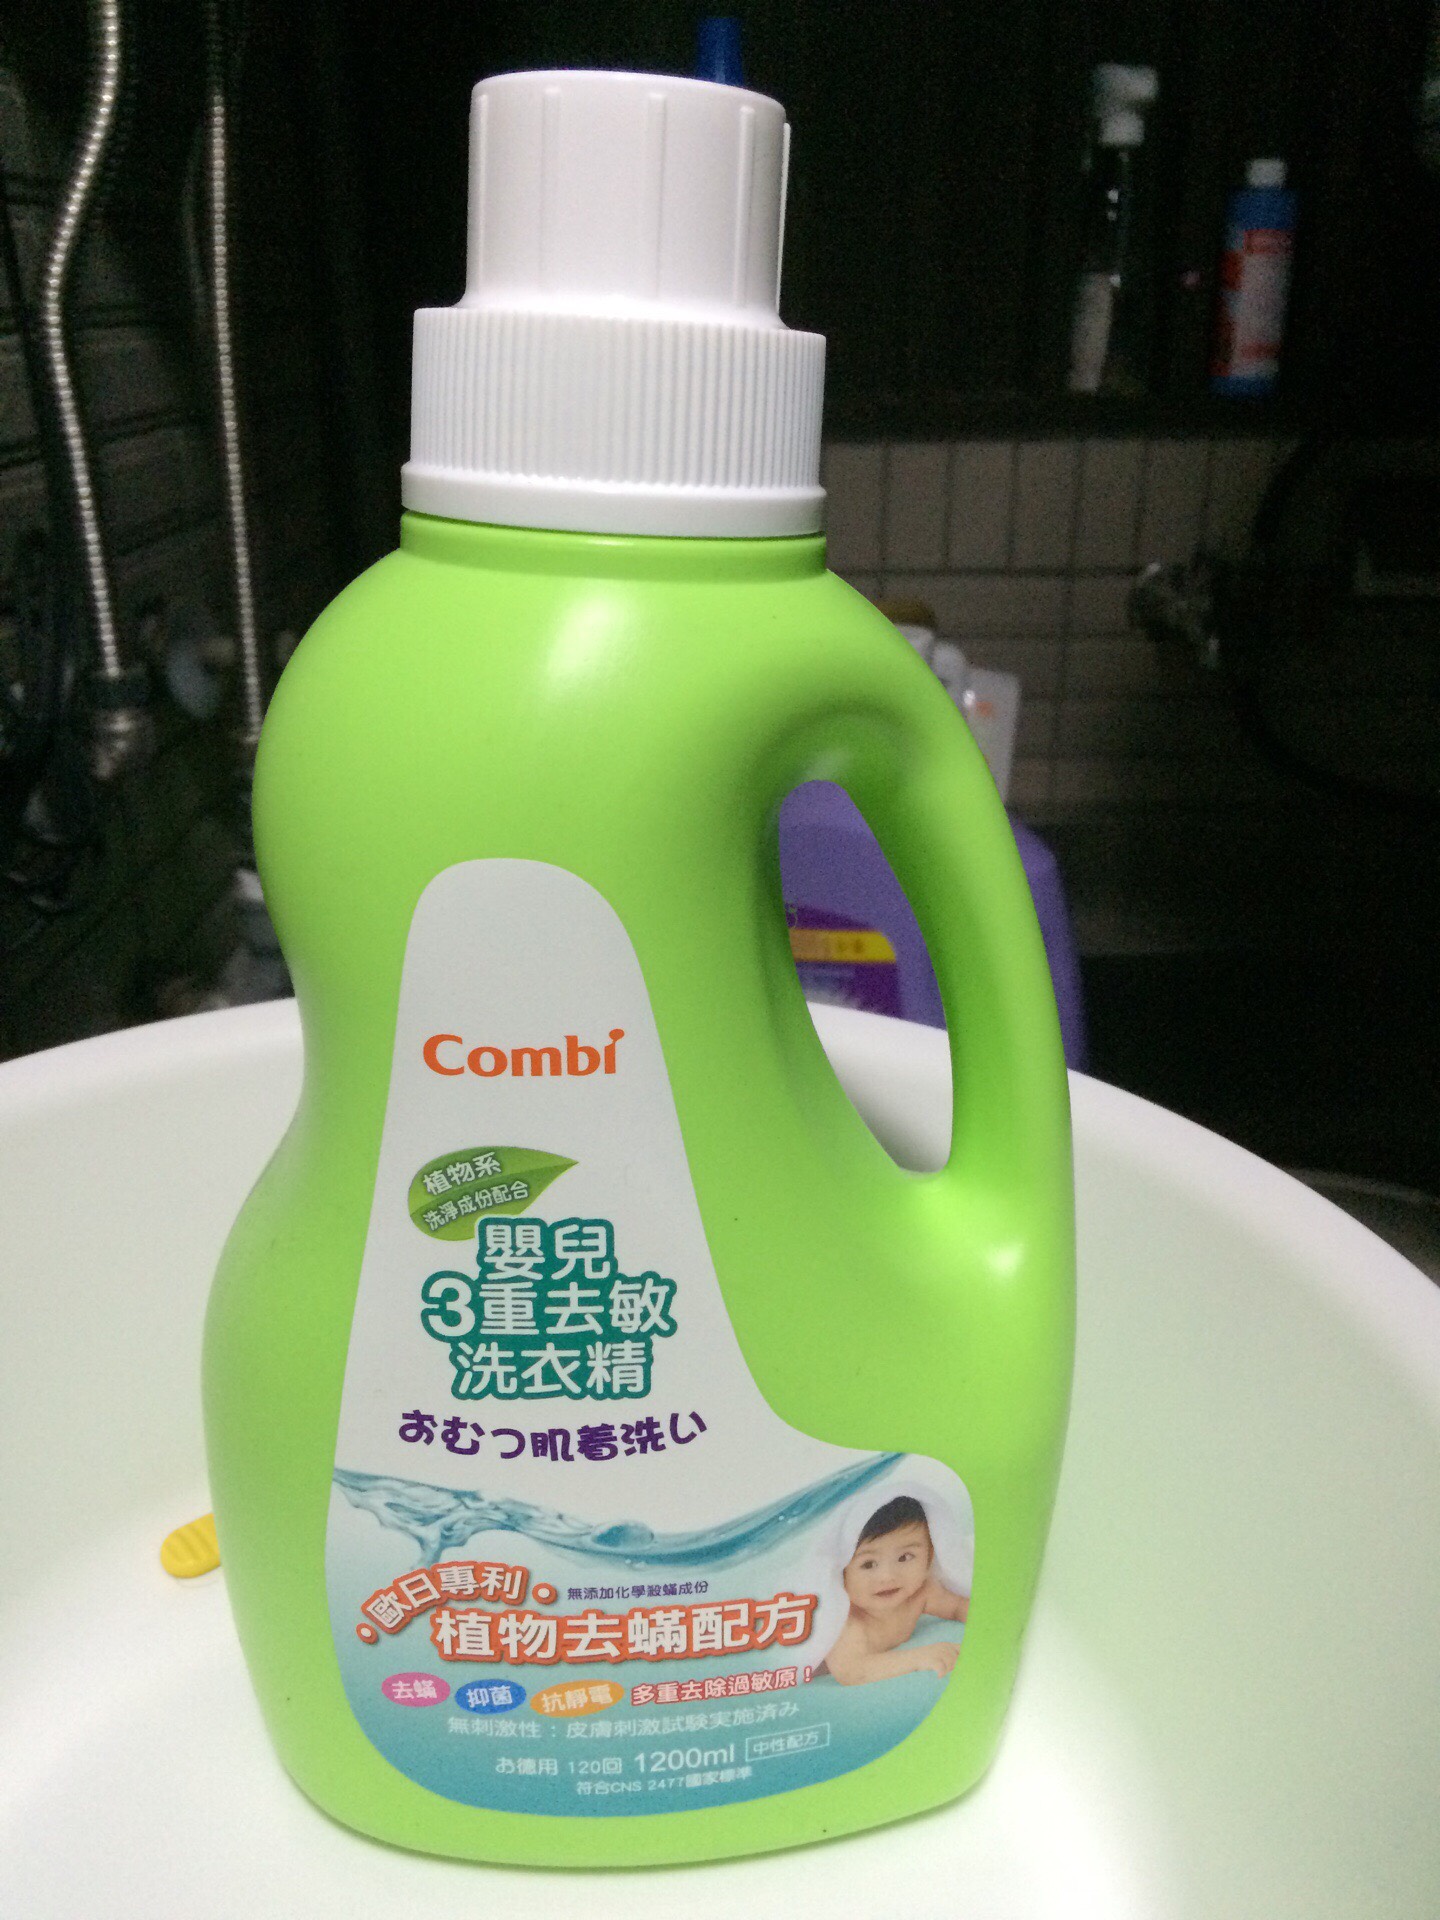 Combi
植物系
洗淨成份配合
嬰兒
3重去敏
洗衣精
おむつ肌着洗い
・歐日專利・
無添加化學殺蟎成份
植物去蟎配方
去蟎 抑菌 抗靜電 多重去除過敏原!
無刺激性:皮膚刺激試験実施済み
お徳用 120回 1200ml 中性配方
符合CNS 2477國家標準